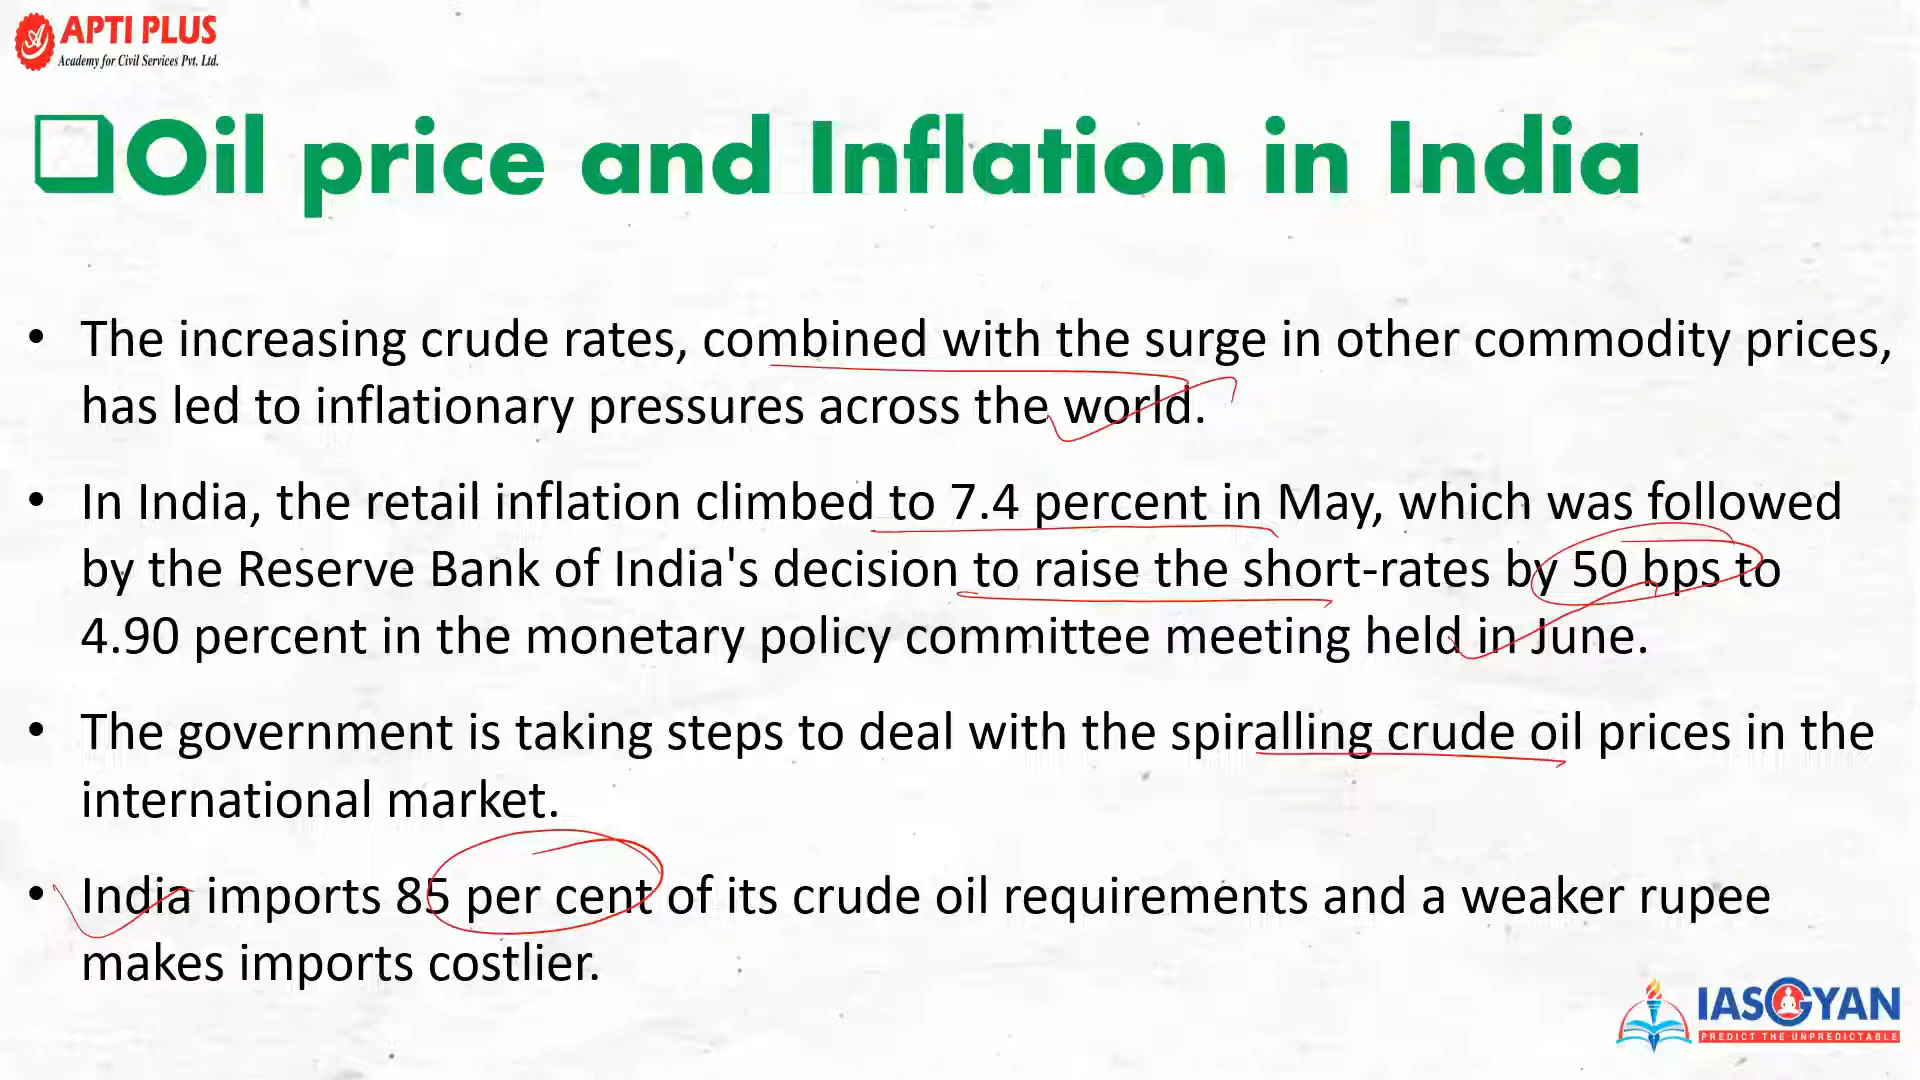 APTI PLUS
Academy for Civil Services Pvt. Ltd.
Oil price and Inflation in India
• The increasing crude rates, combined with the surge in other commodity prices,
has led to inflationary pressures across the world.
• In India, the retail inflation climbed to 7.4 percent in May, which was followed
by the Reserve Bank of India's decision to raise the short-rates by 50 bps to
4.90 percent in the monetary policy committee meeting held in June.
• The government is taking steps to deal with the spiralling crude oil prices in the
international market.
• India imports 85 per cent of its crude oil requirements and a weaker rupee
makes imports costlier.
IASGYAN
PREDICT THE UNPREDICTABLE